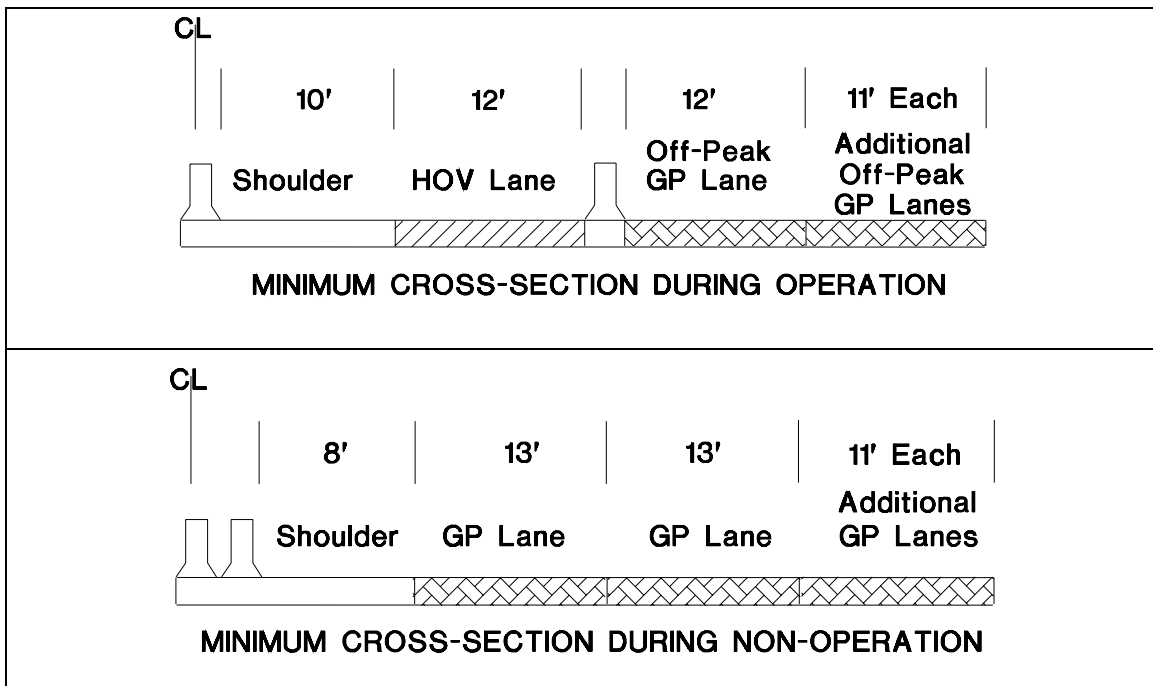 CL
10' 12' 12' 11' Each
Shoulder
HOV Lane
Off-Peak
GP Lane
Additional
Off-Peak
GP Lanes
MINIMUM CROSS-SECTION DURING OPERATION
CL
8' 13' 13' 11' Each
Shoulder
GP Lane
GP Lane
Additional
GP Lanes
MINIMUM CROSS-SECTION DURING NON-OPERATION